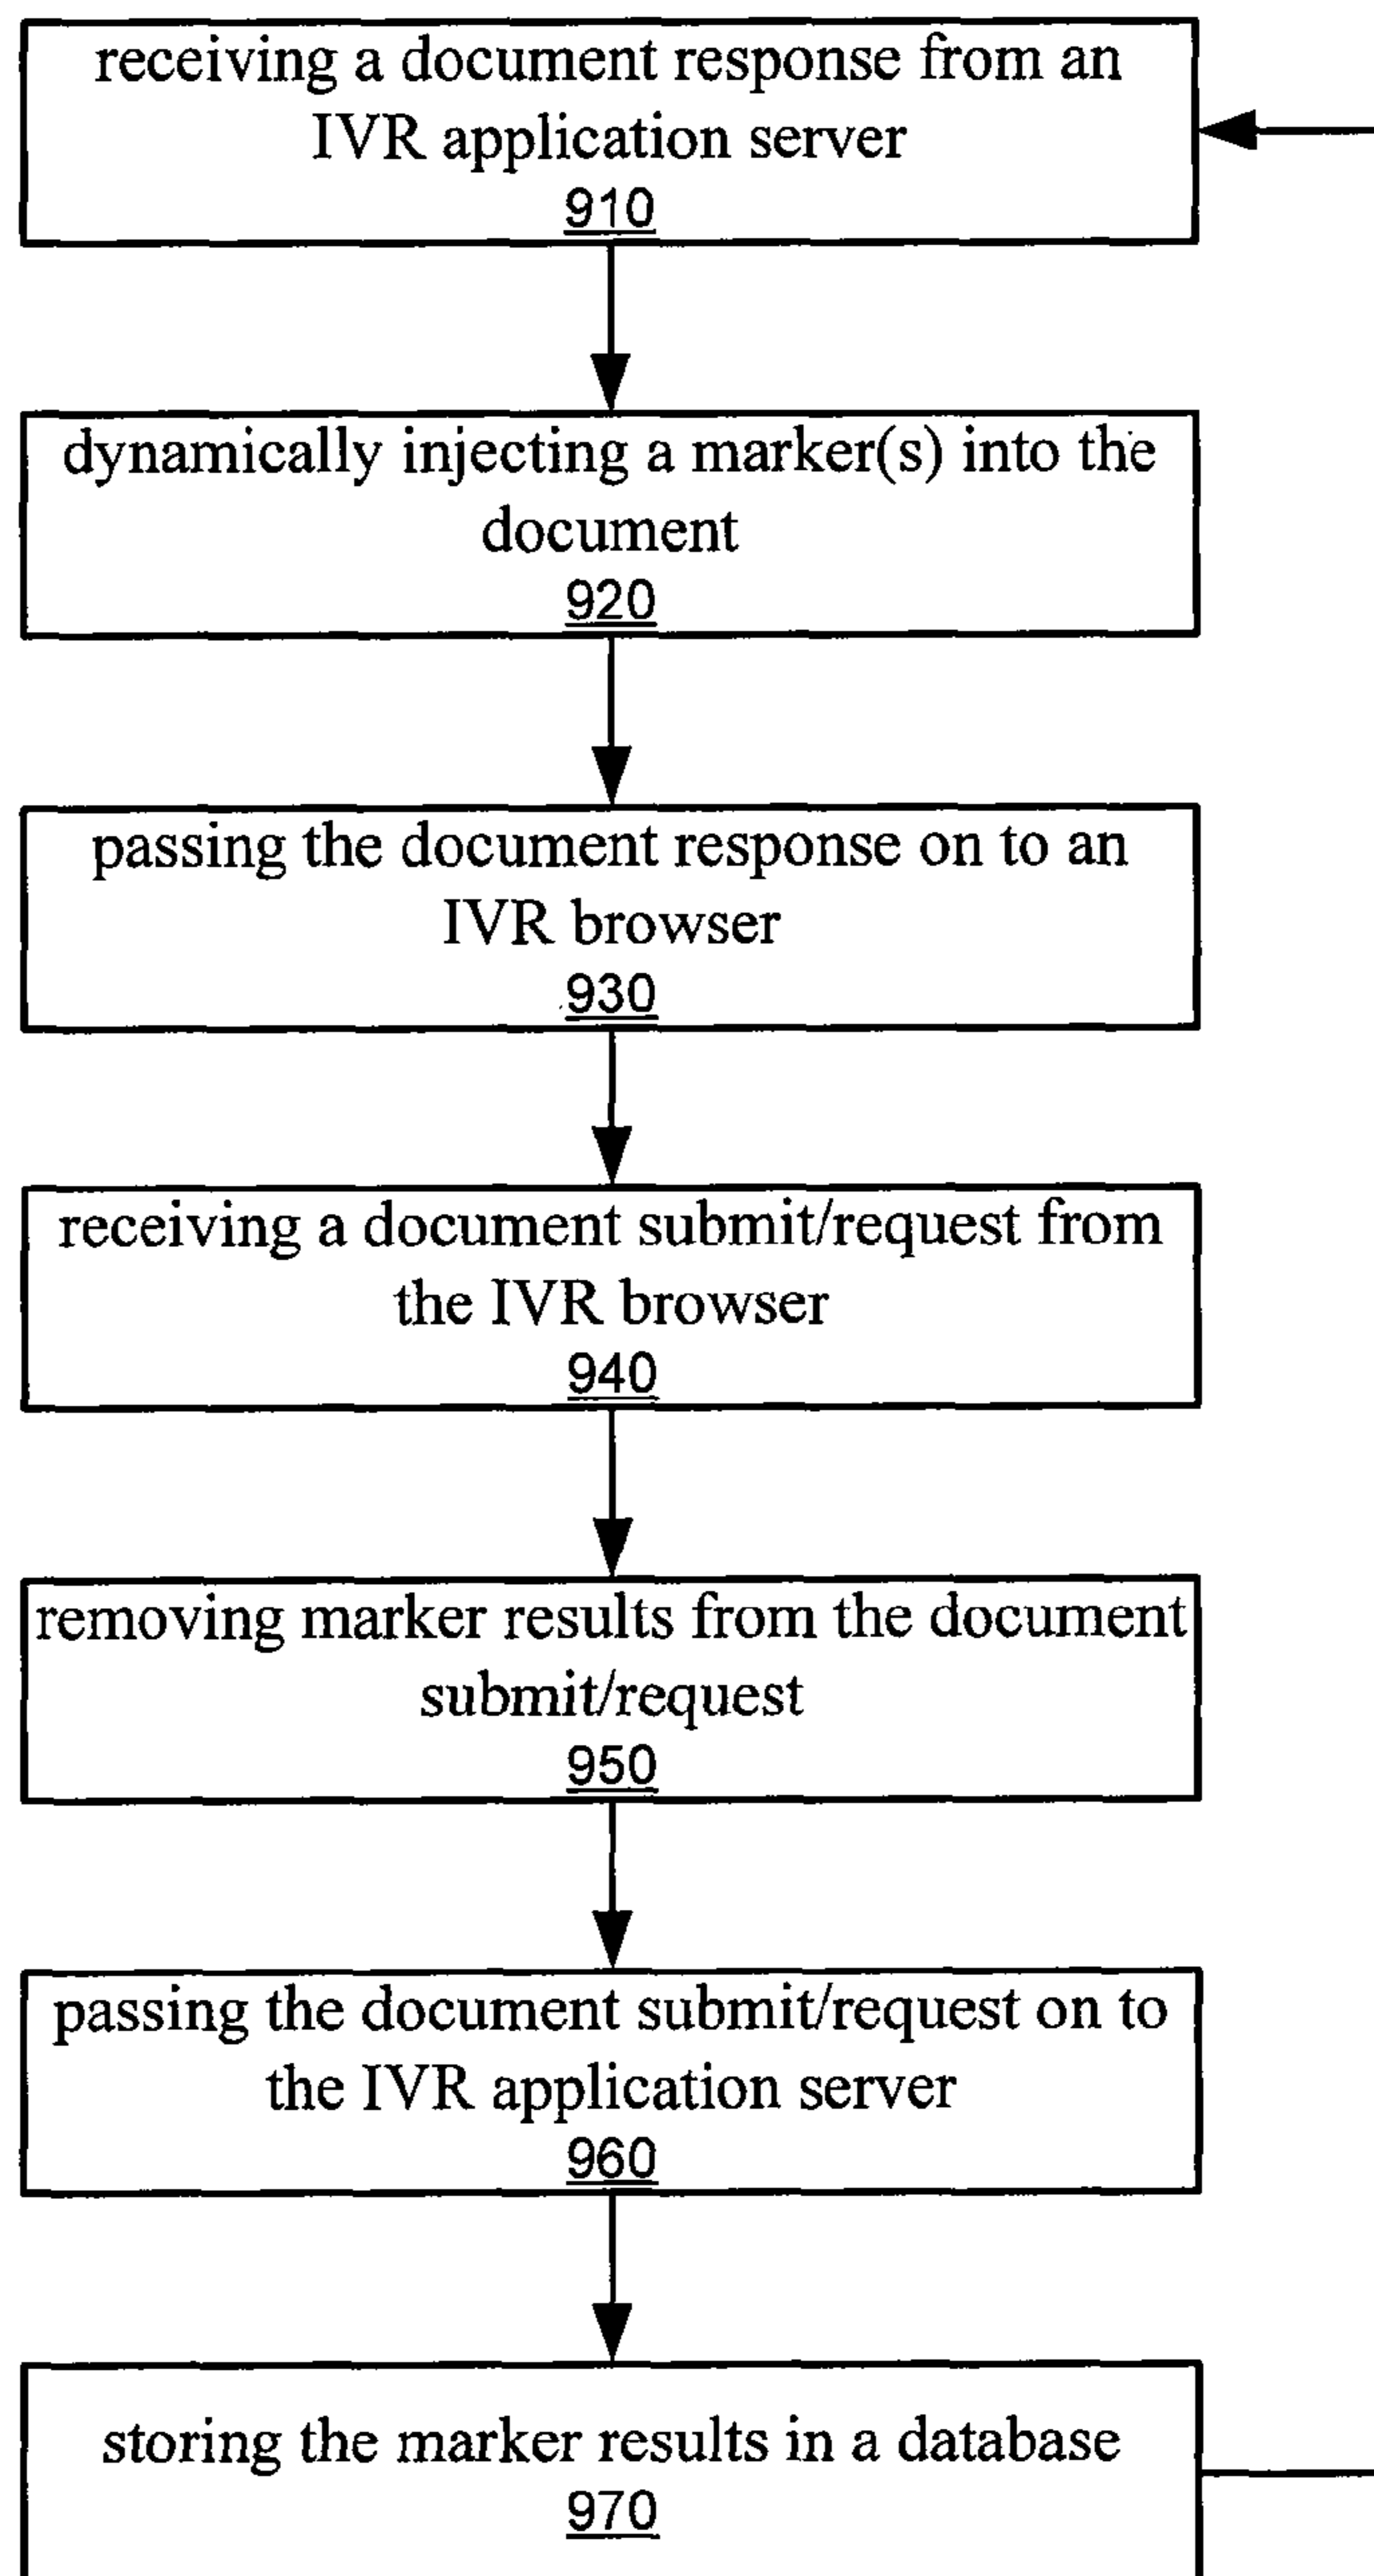 receiving a document response from an
IVR application server
910
dynamically injecting a marker(s) into the
document
920
passing the document response on to an
IVR browser
930
receiving a document submit/request from
the IVR browser
940
removing marker results from the document
submit/request
950
passing the document submit/request on to
the IVR application server
960
storing the marker results in a database
970